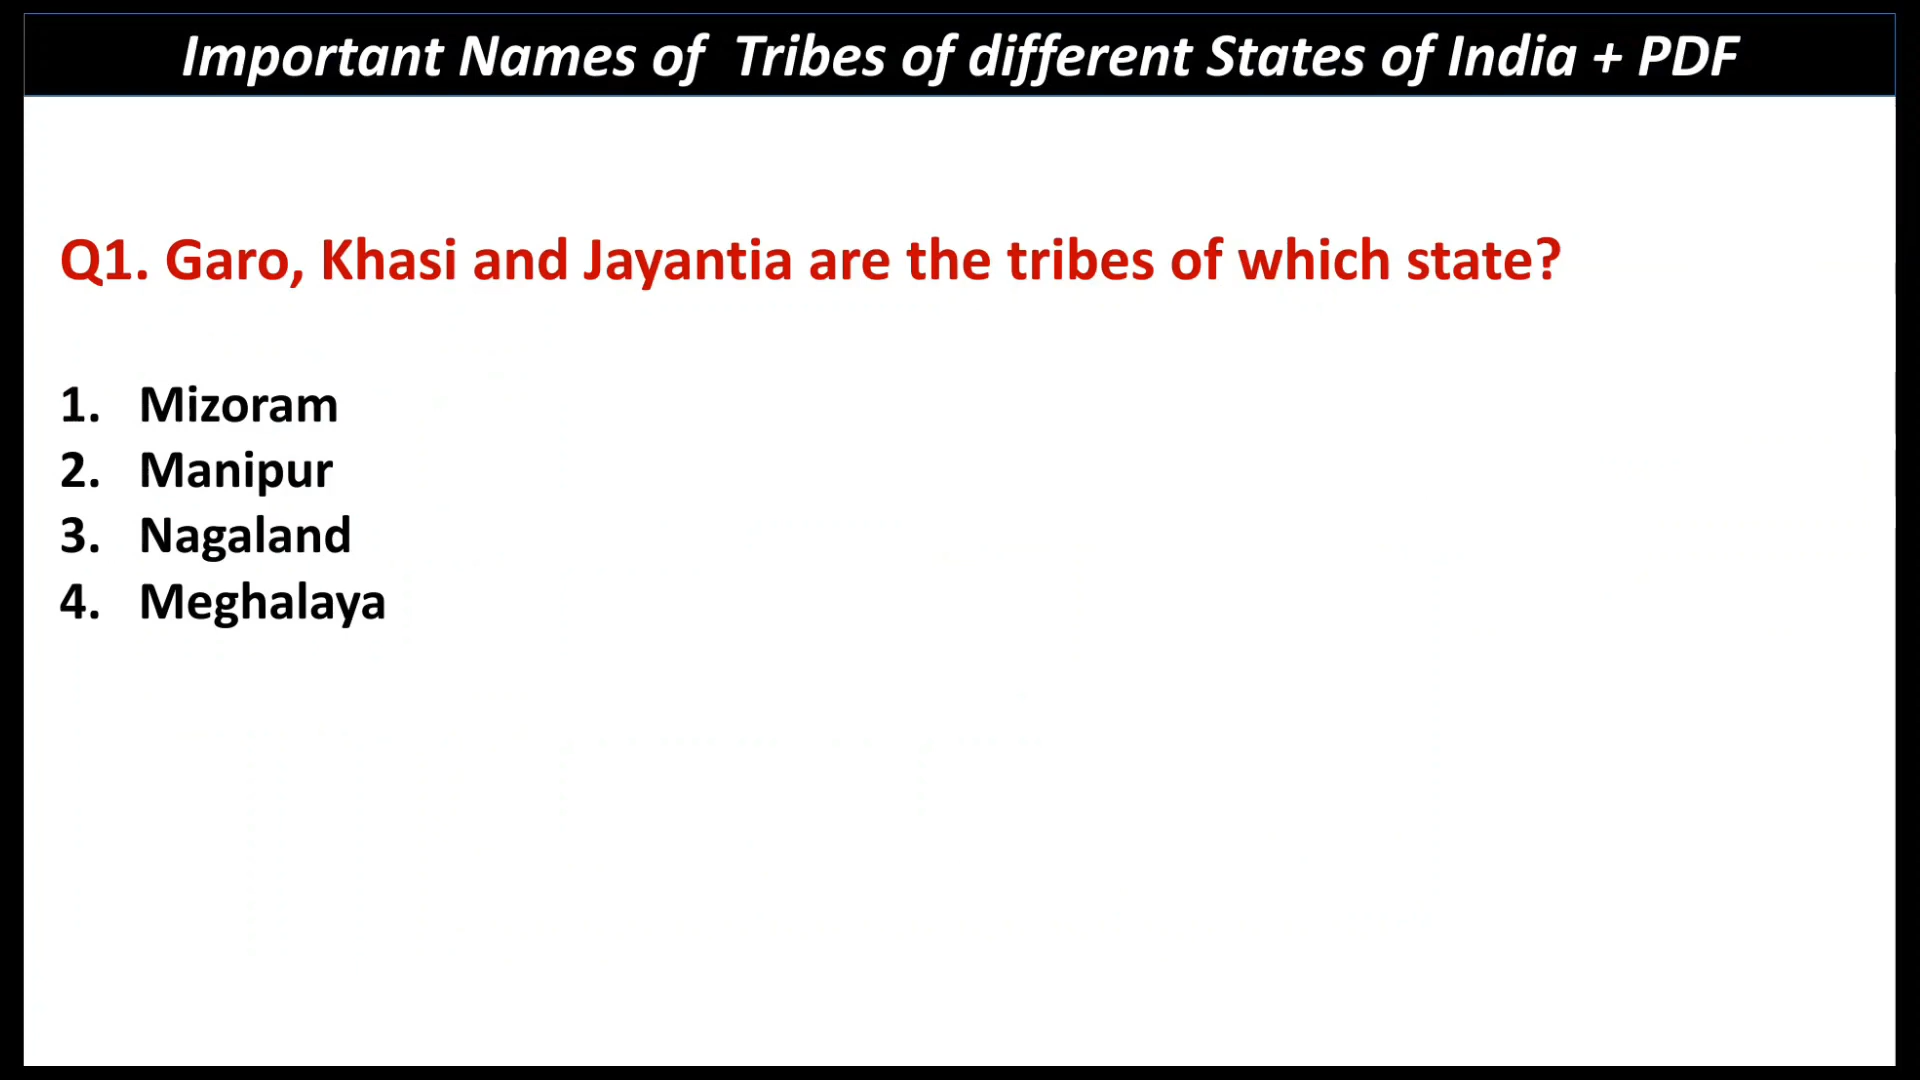 Important Names of Tribes of different States of India + PDF
Q1. Garo, Khasi and Jayantia are the tribes of which state?
1. Mizoram
2. Manipur
3. Nagaland
4. Meghalaya